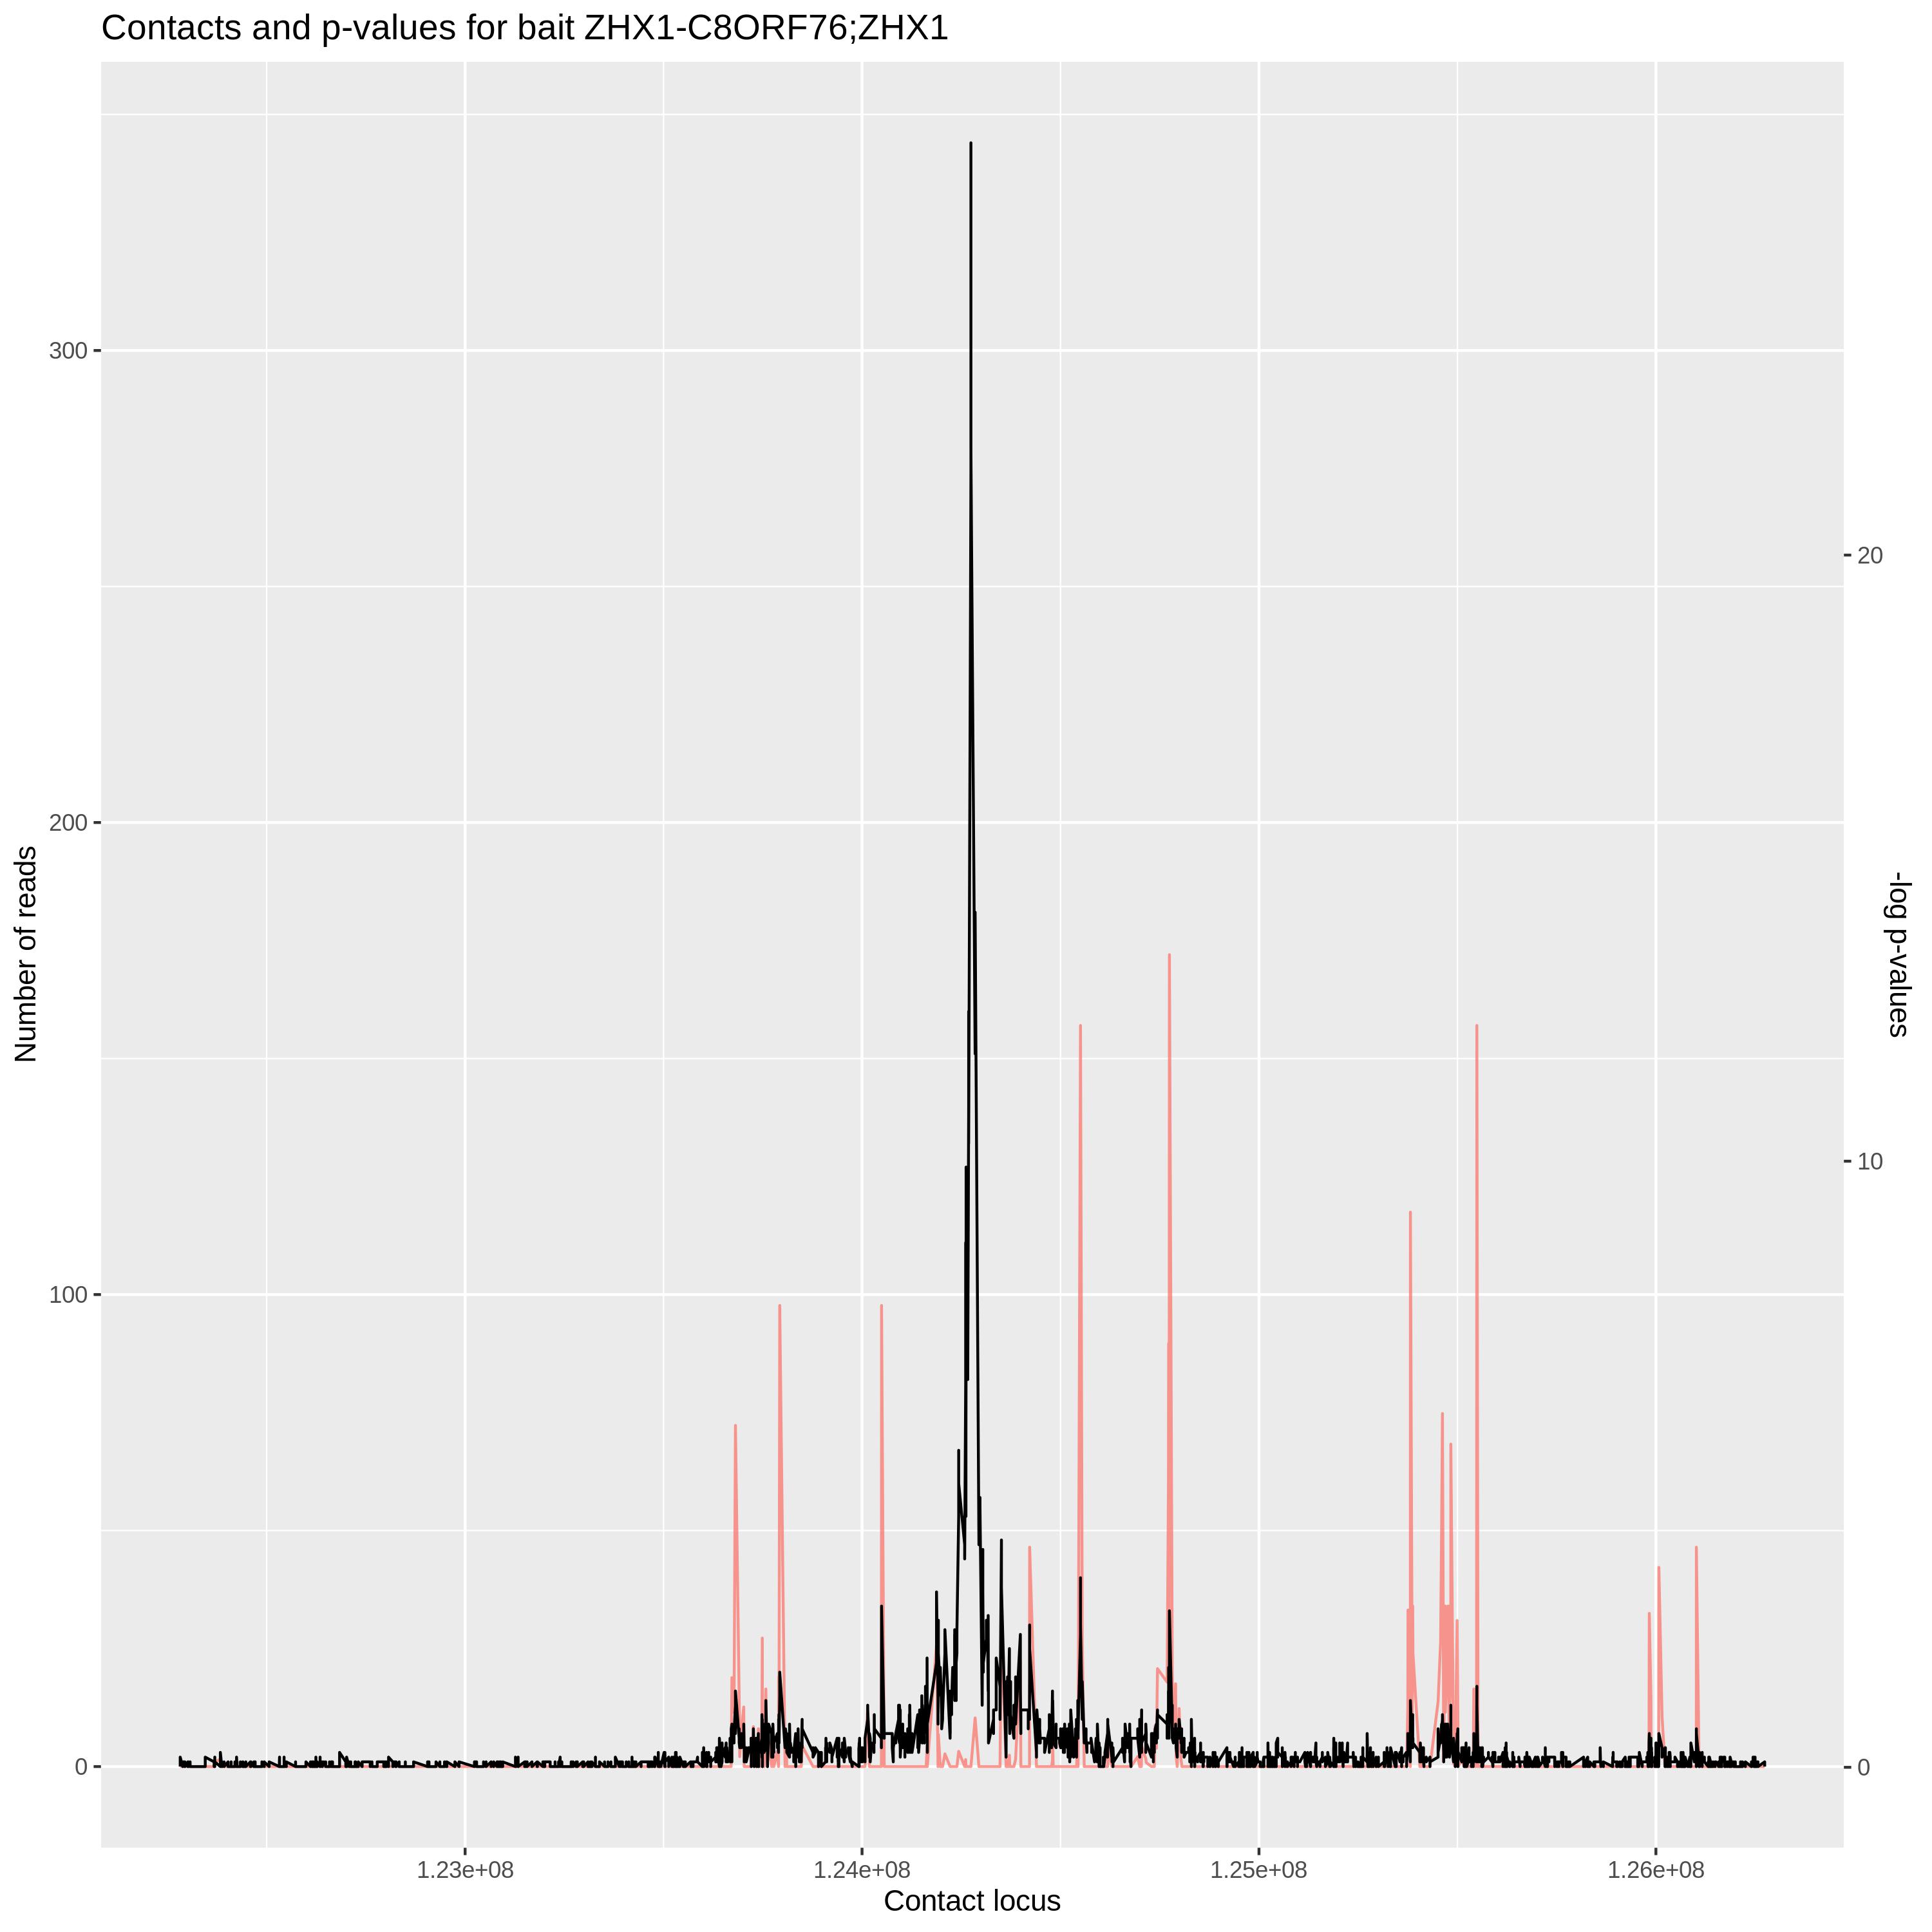 Contacts and p-values for bait ZHX1-C8ORF76;ZHX1
300
200
100
0
Number of reads
20
10
0
-log p-values
1.23e+08
1.24e+08
1.25e+08
1.26e+08
Contact locus